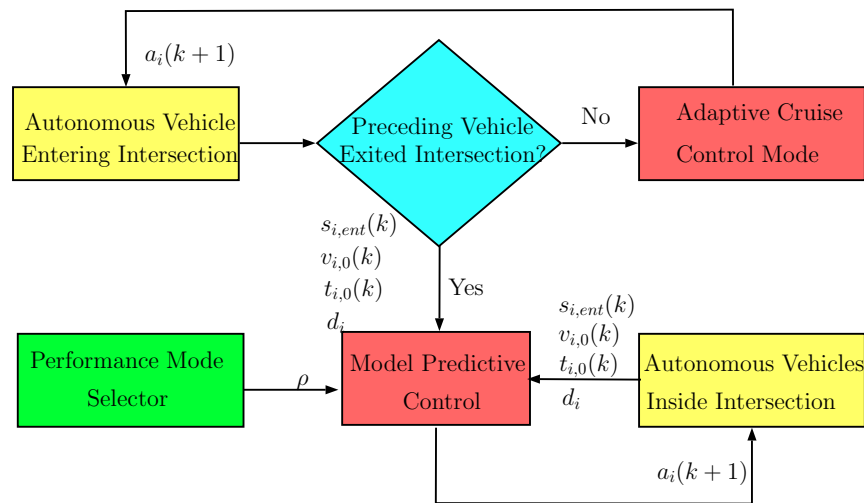 a_i(k+1)
Autonomous Vehicle
Entering Intersection
Preceding Vehicle
Exited Intersection?
No
Adaptive Cruise
Control Mode
s_{i,ent}(k)
v_{i,0}(k)
t_{i,0}(k)
d_i
Yes
s_{i,ent}(k)
v_{i,0}(k)
t_{i,0}(k)
d_i
Performance Mode
Selector
ρ
Model Predictive
Control
Autonomous Vehicles
Inside Intersection
a_i(k+1)